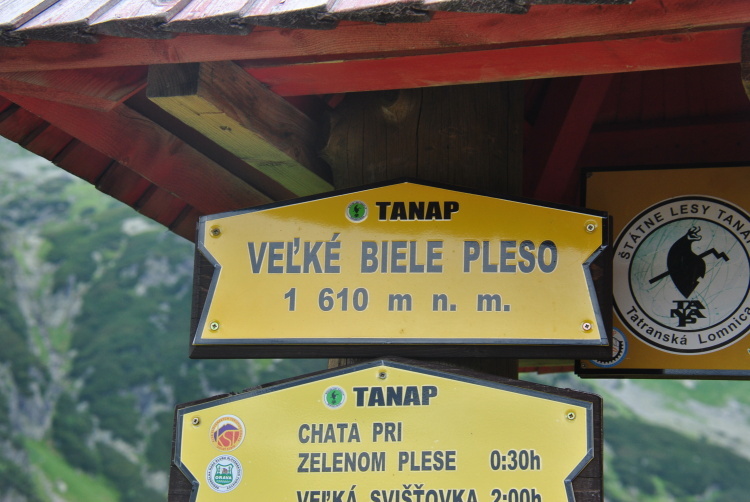 TANAP
VEĽKÉ BIELE PLESO
1 610 m n. m.
ŠTÁTNE LESY TANA
Tatranská Lomnica
TANAP
CHATA PRI
ZELENOM PLESE 0:30h
VEĽKÁ SVIŠŤOVKA 2:00h